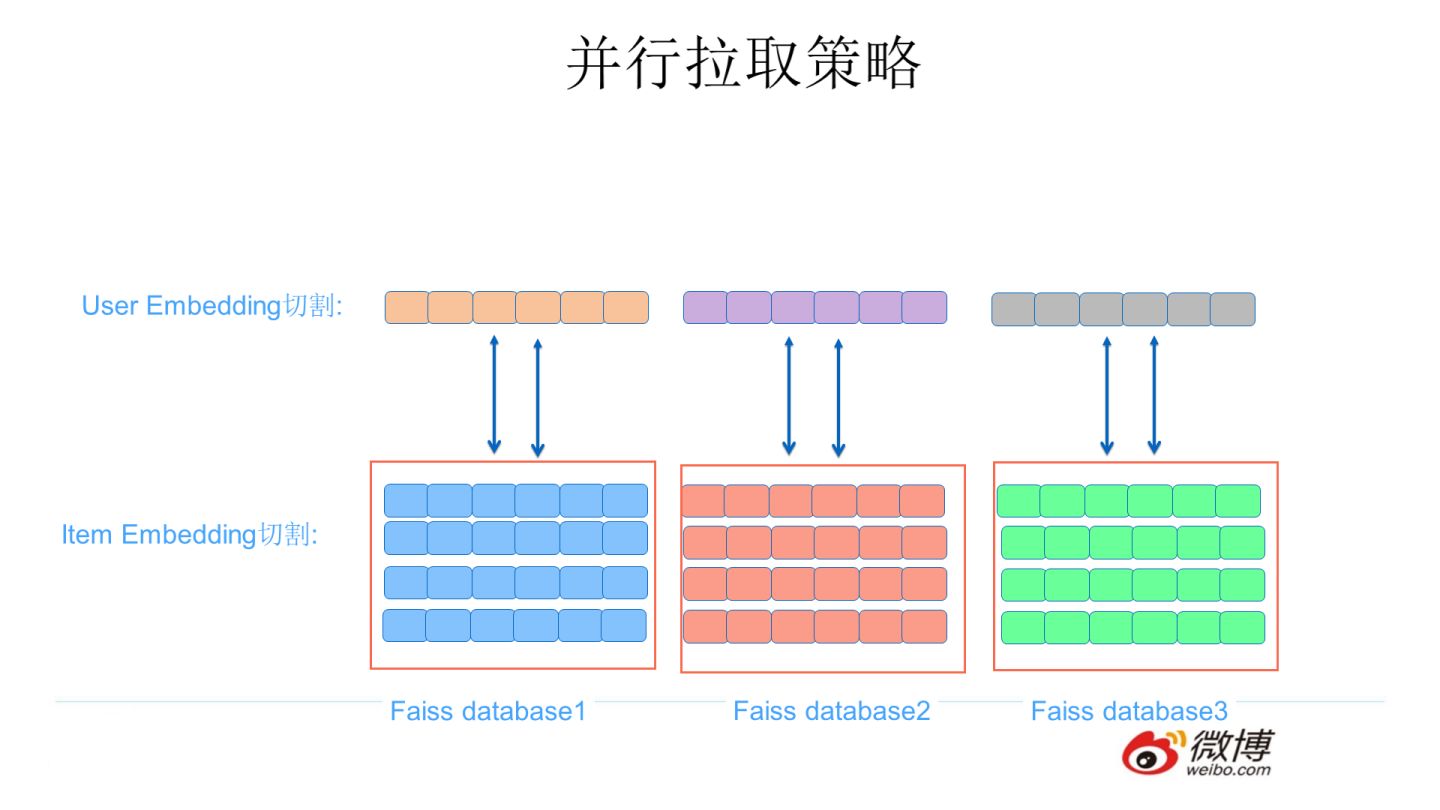 并行拉取策略
User Embedding切割:
Item Embedding切割:
Faiss database1
Faiss database2
Faiss database3
微博
weibo.com